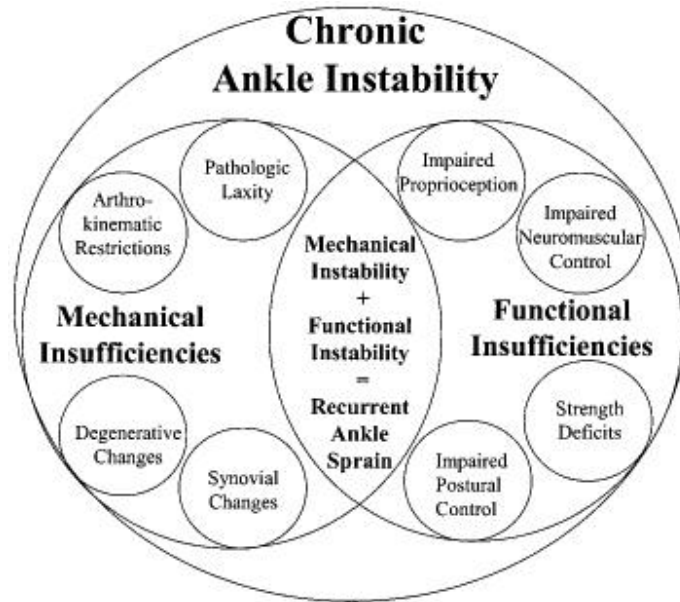 Chronic
Ankle Instability
Pathologic
Laxity
Impaired
Proprioception
Arthro-
kinematic
Restrictions
Impaired
Neuromuscular
Control
Mechanical
Instability
+
Functional
Instability
=
Recurrent
Ankle
Sprain
Mechanical
Insufficiencies
Functional
Insufficiencies
Degenerative
Changes
Synovial
Changes
Impaired
Postural
Control
Strength
Deficits